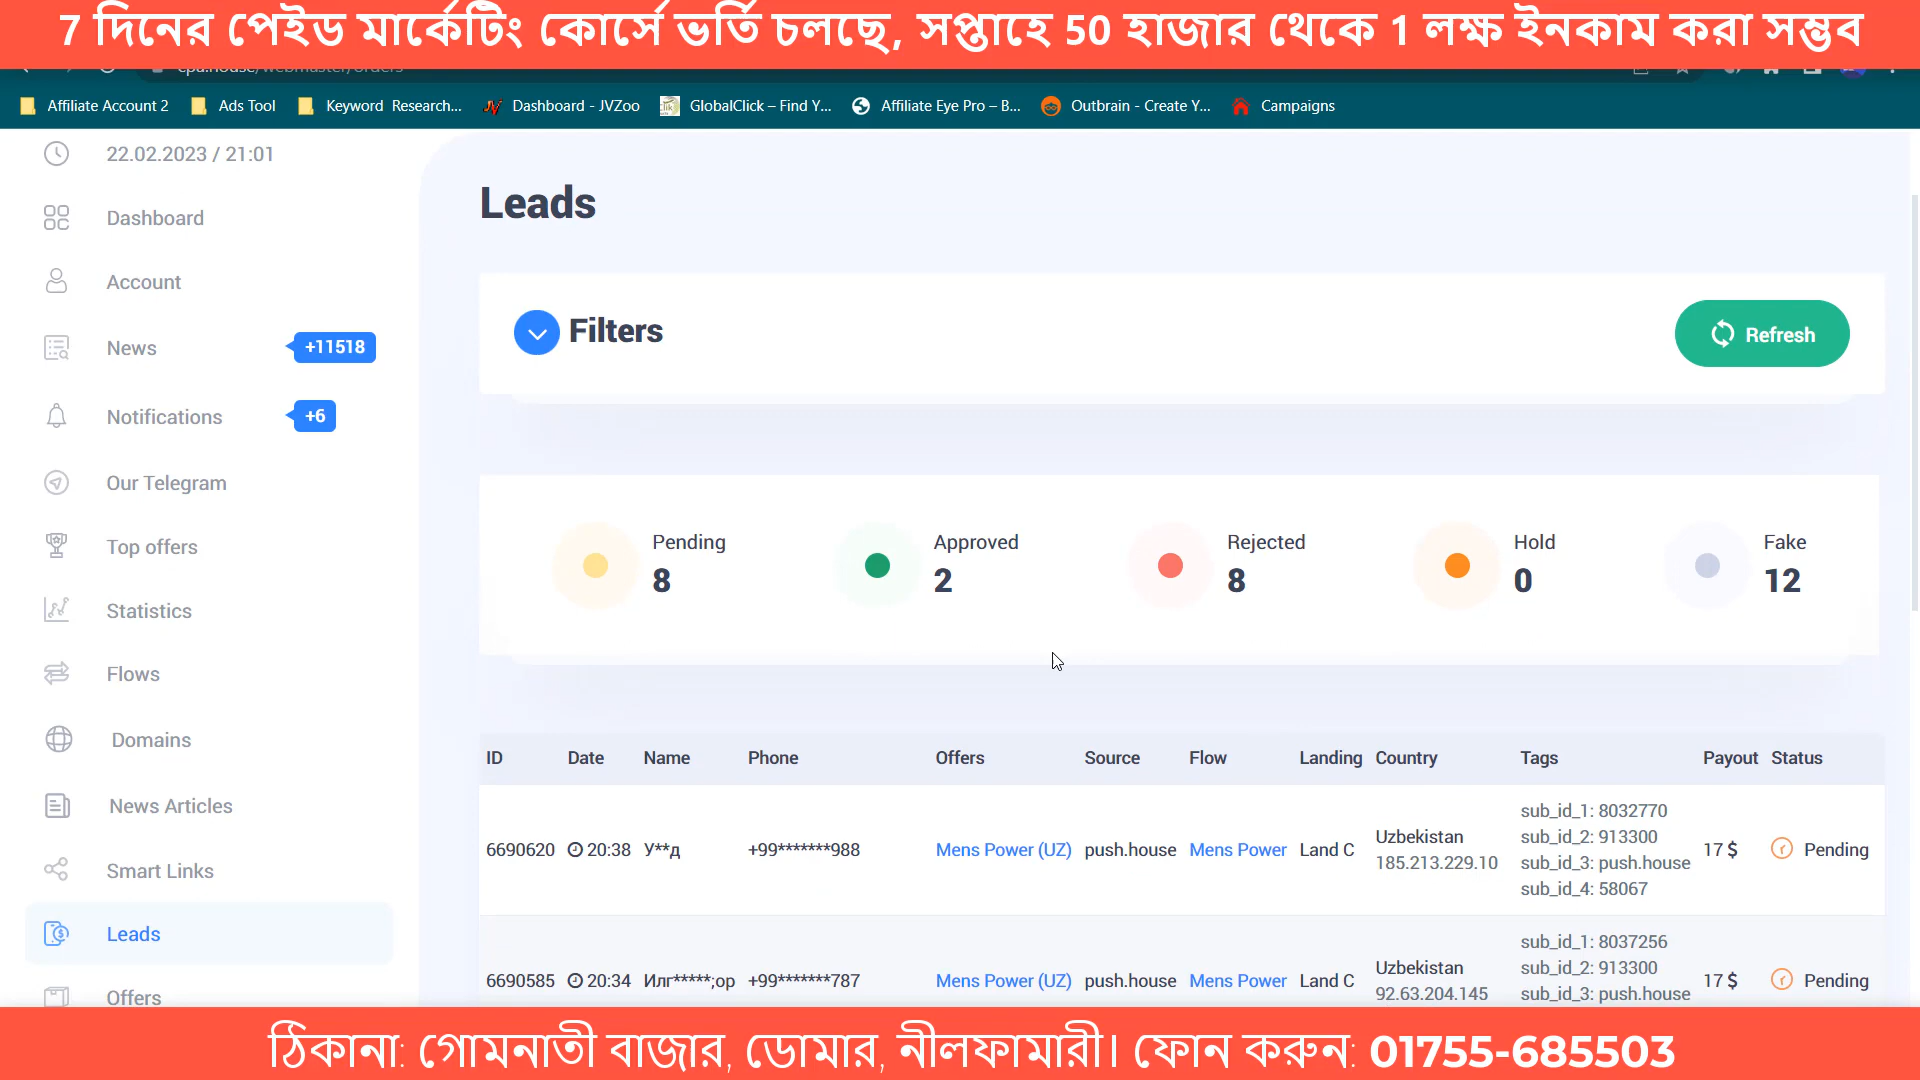 7 দিনের পেইড মার্কেটিং কোর্সে ভর্তি চলছে, সপ্তাহে 50 হাজার থেকে 1 লক্ষ ইনকাম করা সম্ভব
cpa.house/webmaster/orders
Affiliate Account 2 Ads Tool Keyword Research... Dashboard - JVZoo GlobalClick – Find Y... Affiliate Eye Pro – B... Outbrain - Create Y... Campaigns
22.02.2023 / 21:01
Dashboard
Account
News +11518
Notifications +6
Our Telegram
Top offers
Statistics
Flows
Domains
News Articles
Smart Links
Leads
Offers
Leads
Filters Refresh
Pending Approved Rejected Hold Fake
8 2 8 0 12
ID Date Name Phone Offers Source Flow Landing Country Tags Payout Status
sub_id_1: 8032770
Uzbekistan sub_id_2: 913300
6690620 20:38 У**д +99*******988 Mens Power (UZ) push.house Mens Power Land C 17 $ Pending
185.213.229.10 sub_id_3: push.house
sub_id_4: 58067
sub_id_1: 8037256
Uzbekistan sub_id_2: 913300
6690585 20:34 Илг*****;ор +99*******787 Mens Power (UZ) push.house Mens Power Land C 17 $ Pending
92.63.204.145 sub_id_3: push.house
ঠিকানা: গোমনাতী বাজার, ডোমার, নীলফামারী। ফোন করুন: 01755-685503